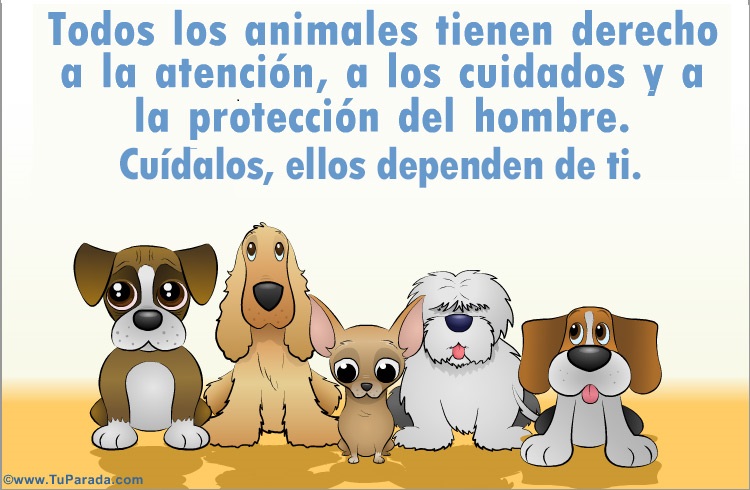 Todos los animales tienen derecho
a la atención, a los cuidados y a
la protección del hombre.
Cuídalos, ellos dependen de ti.
©www.TuParada.com